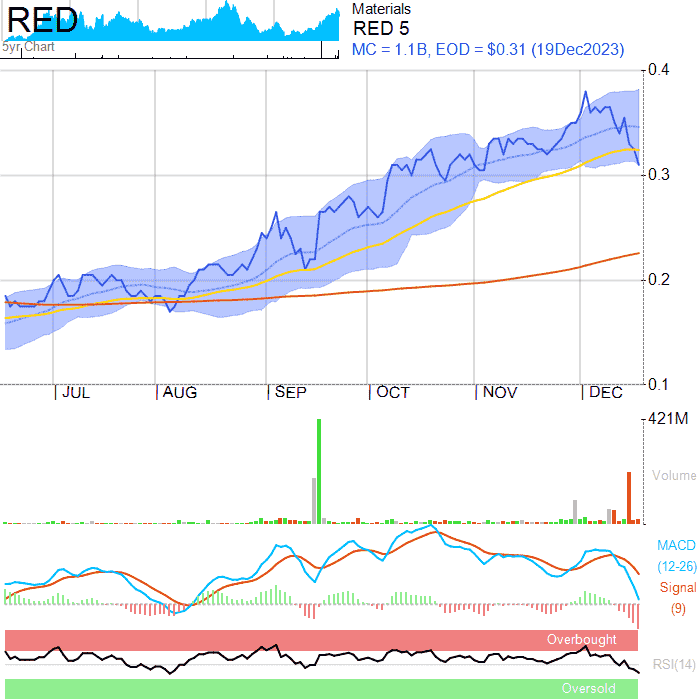 RED
5yr Chart
Materials
RED 5
MC = 1.1B, EOD = $0.31 (19Dec2023)
0.4
0.3
0.2
0.1
JUL
AUG
SEP
OCT
NOV
DEC
421M
Volume
MACD
(12-26)
Signal
(9)
Overbought
RSI(14)
Oversold